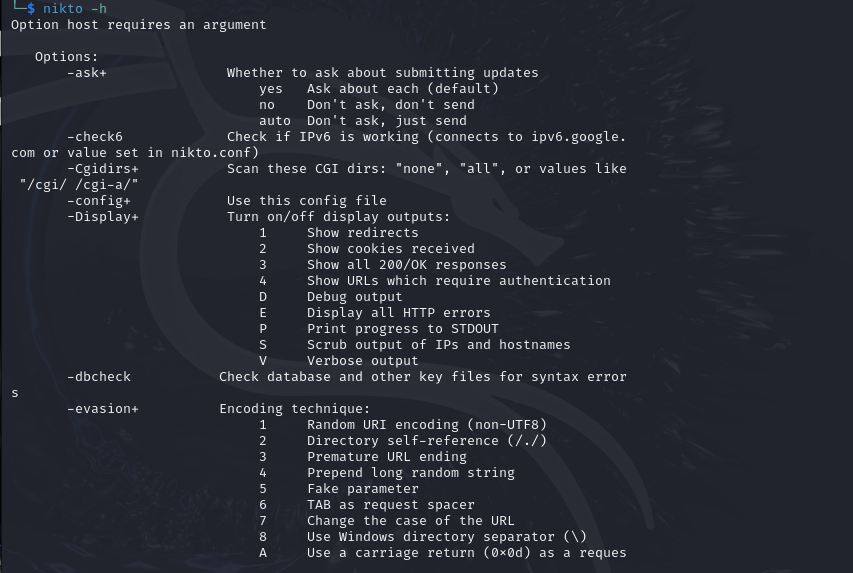 └─$ nikto -h
Option host requires an argument

   Options:
       -ask+               Whether to ask about submitting updates
                               yes   Ask about each (default)
                               no    Don't ask, don't send
                               auto  Don't ask, just send
       -check6             Check if IPv6 is working (connects to ipv6.google.
com or value set in nikto.conf)
       -Cgidirs+           Scan these CGI dirs: "none", "all", or values like
 "/cgi/ /cgi-a/"
       -config+            Use this config file
       -Display+           Turn on/off display outputs:
                               1     Show redirects
                               2     Show cookies received
                               3     Show all 200/OK responses
                               4     Show URLs which require authentication
                               D     Debug output
                               E     Display all HTTP errors
                               P     Print progress to STDOUT
                               S     Scrub output of IPs and hostnames
                               V     Verbose output
       -dbcheck           Check database and other key files for syntax error
s
       -evasion+          Encoding technique:
                               1     Random URI encoding (non-UTF8)
                               2     Directory self-reference (/./)
                               3     Premature URL ending
                               4     Prepend long random string
                               5     Fake parameter
                               6     TAB as request spacer
                               7     Change the case of the URL
                               8     Use Windows directory separator (\)
                               A     Use a carriage return (0x0d) as a reques